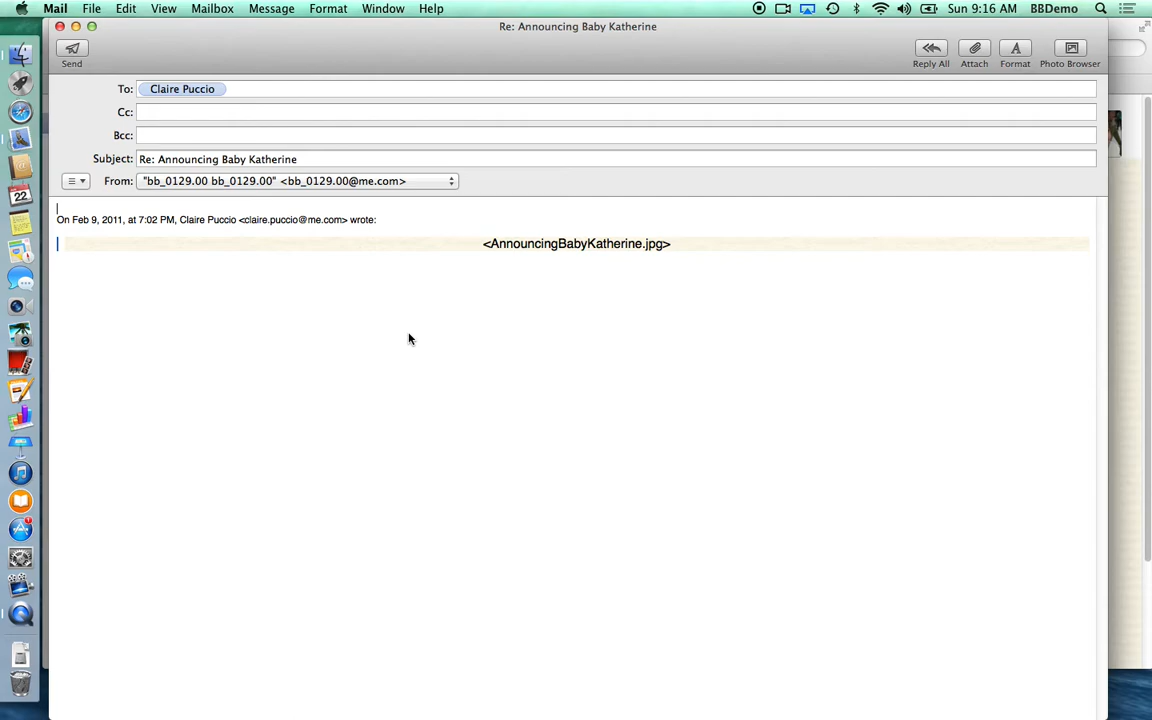 Mail File Edit View Mailbox Message Format Window Help Sun 9:16 AM BBDemo
Re: Announcing Baby Katherine
Send Reply All Attach Format Photo Browser
To: Claire Puccio
Cc:
Bcc:
Subject: Re: Announcing Baby Katherine
From: "bb_0129.00 bb_0129.00" <bb_0129.00@me.com>
On Feb 9, 2011, at 7:02 PM, Claire Puccio <claire.puccio@me.com> wrote:
<AnnouncingBabyKatherine.jpg>
22